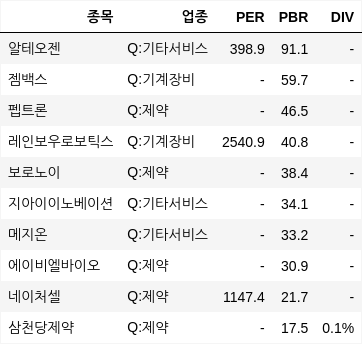 종목 업종 PER PBR DIV
알테오젠 Q:기타서비스 398.9 91.1 -
젬백스 Q:기계장비 - 59.7 -
펩트론 Q:제약 - 46.5 -
레인보우로보틱스 Q:기계장비 2540.9 40.8 -
보로노이 Q:제약 - 38.4 -
지아이이노베이션 Q:기타서비스 - 34.1 -
메지온 Q:기타서비스 - 33.2 -
에이비엘바이오 Q:제약 - 30.9 -
네이처셀 Q:제약 1147.4 21.7 -
삼천당제약 Q:제약 - 17.5 0.1%